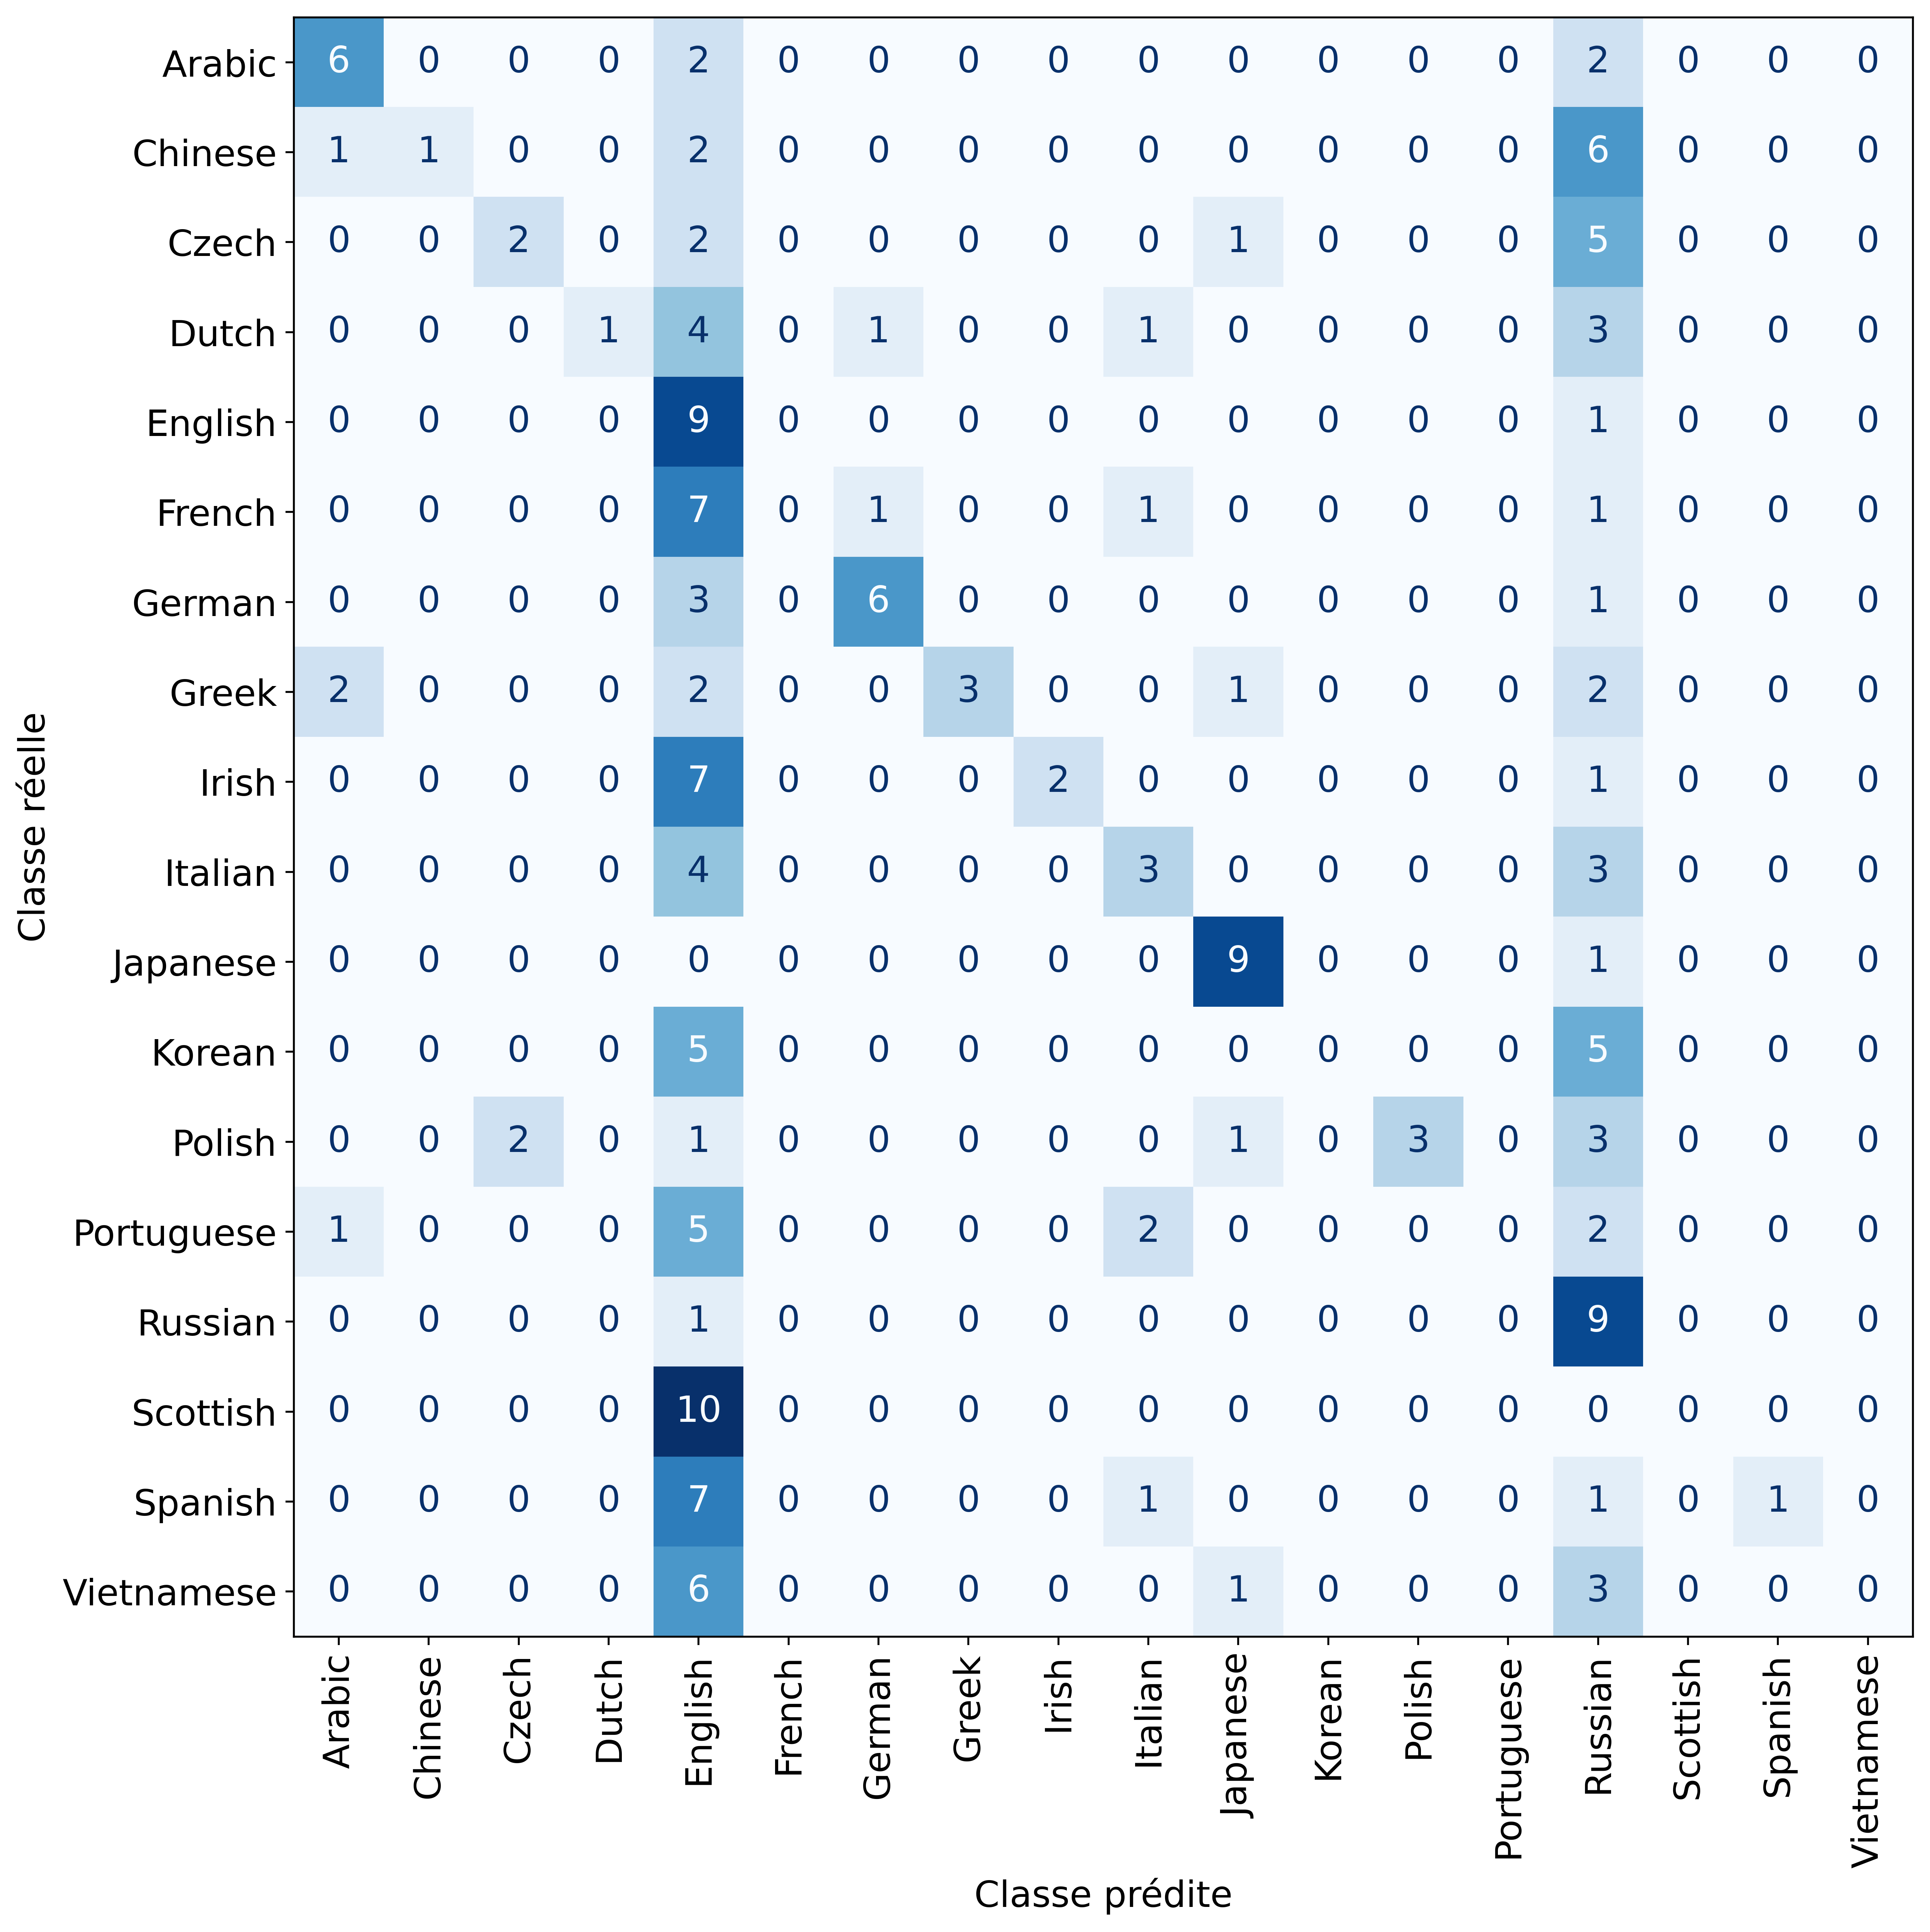 Classe réelle
Arabic 6 0 0 0 2 0 0 0 0 0 0 0 0 0 2 0 0 0
Chinese 1 1 0 0 2 0 0 0 0 0 0 0 0 0 6 0 0 0
Czech 0 0 2 0 2 0 0 0 0 0 1 0 0 0 5 0 0 0
Dutch 0 0 0 1 4 0 1 0 0 1 0 0 0 0 3 0 0 0
English 0 0 0 0 9 0 0 0 0 0 0 0 0 0 1 0 0 0
French 0 0 0 0 7 0 1 0 0 1 0 0 0 0 1 0 0 0
German 0 0 0 0 3 0 6 0 0 0 0 0 0 0 1 0 0 0
Greek 2 0 0 0 2 0 0 3 0 0 1 0 0 0 2 0 0 0
Irish 0 0 0 0 7 0 0 0 2 0 0 0 0 0 1 0 0 0
Italian 0 0 0 0 4 0 0 0 0 3 0 0 0 0 3 0 0 0
Japanese 0 0 0 0 0 0 0 0 0 0 9 0 0 0 1 0 0 0
Korean 0 0 0 0 5 0 0 0 0 0 0 0 0 0 5 0 0 0
Polish 0 0 2 0 1 0 0 0 0 0 1 0 3 0 3 0 0 0
Portuguese 1 0 0 0 5 0 0 0 0 2 0 0 0 0 2 0 0 0
Russian 0 0 0 0 1 0 0 0 0 0 0 0 0 0 9 0 0 0
Scottish 0 0 0 0 10 0 0 0 0 0 0 0 0 0 0 0 0 0
Spanish 0 0 0 0 7 0 0 0 0 1 0 0 0 0 1 0 1 0
Vietnamese 0 0 0 0 6 0 0 0 0 0 1 0 0 0 3 0 0 0
Arabic Chinese Czech Dutch English French German Greek Irish Italian Japanese Korean Polish Portuguese Russian Scottish Spanish Vietnamese
Classe prédite